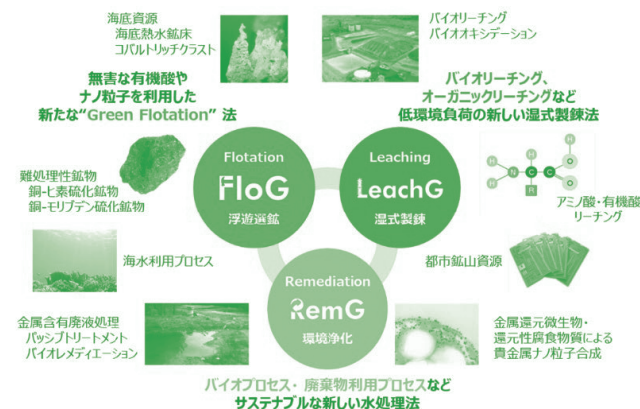 海底資源
海底熱水鉱床
コバルトリッチクラスト
バイオリーチング
バイオオキシデーション
無害な有機酸や
ナノ粒子を利用した
新たな“Green Flotation” 法
バイオリーチング、
オーガニックリーチングなど
低環境負荷の新しい湿式製錬法
Flotation
FloG
浮遊選鉱
Leaching
LeachG
湿式製錬
難処理性鉱物
銅-ヒ素硫化鉱物
銅-モリブデン硫化鉱物
H
H
N
H
C
H
C
O
O
H
アミノ酸・有機酸
リーチング
海水利用プロセス
都市鉱山資源
Remediation
RemG
環境浄化
金属含有廃液処理
パッシブトリートメント
バイオレメディエーション
金属還元微生物・
還元性腐食物質による
貴金属ナノ粒子合成
バイオプロセス・ 廃棄物利用プロセスなど
サステナブルな新しい水処理法